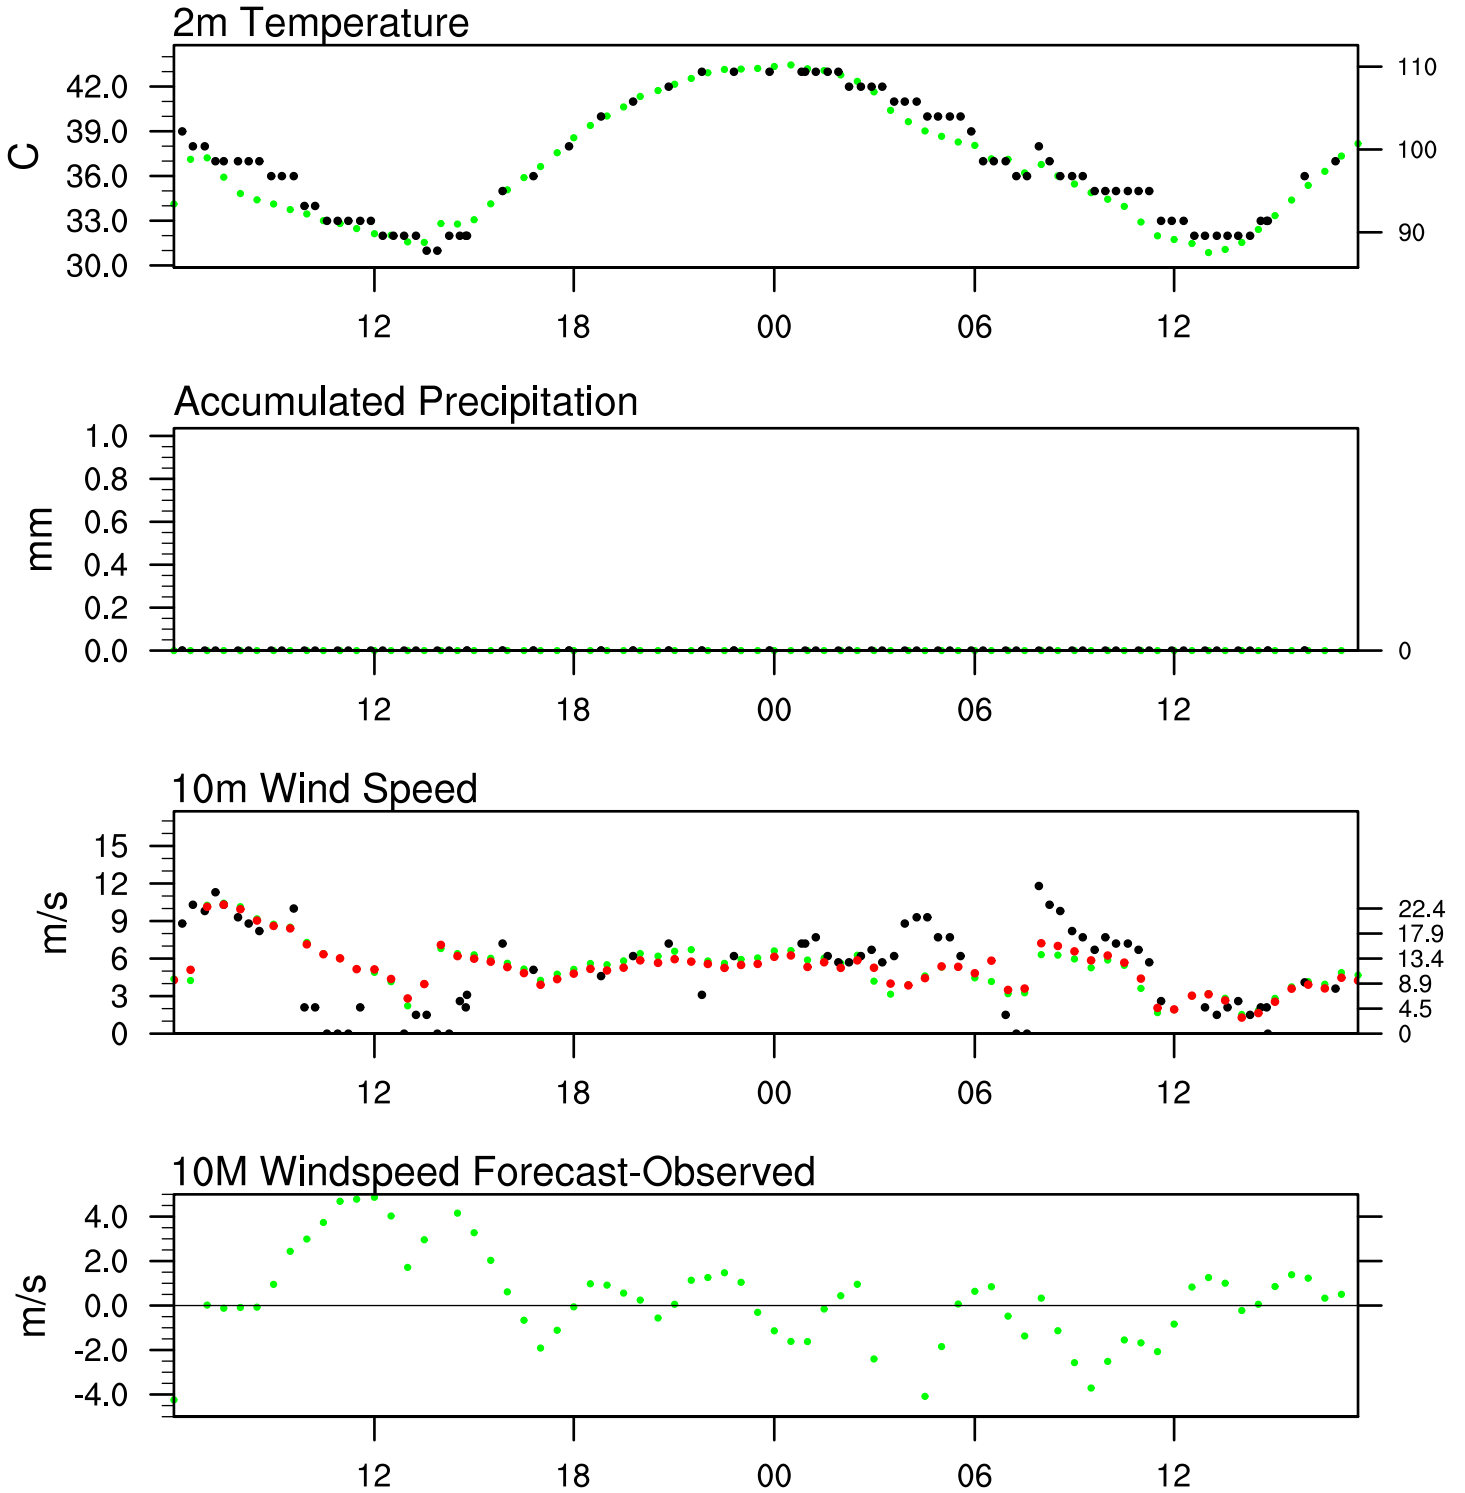 2m Temperature
42.0
39.0
36.0
33.0
30.0
C
110
100
90
12 18 00 06 12
Accumulated Precipitation
1.0
0.8
0.6
0.4
0.2
0.0
mm
0
12 18 00 06 12
10m Wind Speed
15
12
9
6
3
0
m/s
22.4
17.9
13.4
8.9
4.5
0
12 18 00 06 12
10M Windspeed Forecast-Observed
4.0
2.0
0.0
-2.0
-4.0
m/s
12 18 00 06 12